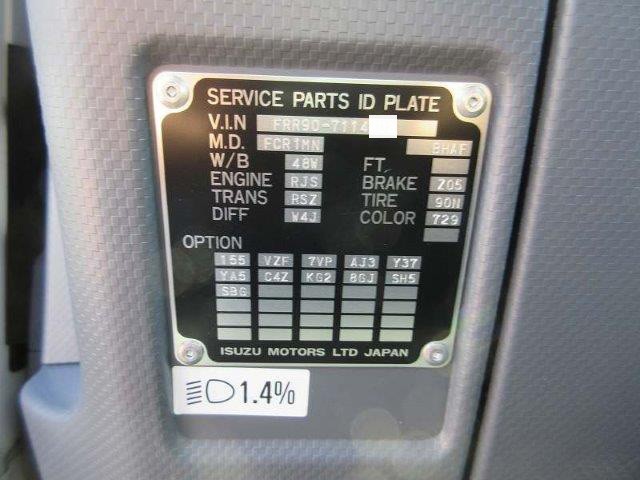 SERVICE PARTS ID PLATE
V.I.N FRR90-7114
M.D. FCR1MN 8HAF
W/B 48W FT.
ENGINE RJS BRAKE Z05
TRANS RSZ TIRE 90N
DIFF W4J COLOR 729
OPTION
155 VZF 7VP AJ3 Y37
YA5 C4Z KG2 8GJ SH5
SBG
ISUZU MOTORS LTD JAPAN
1.4%